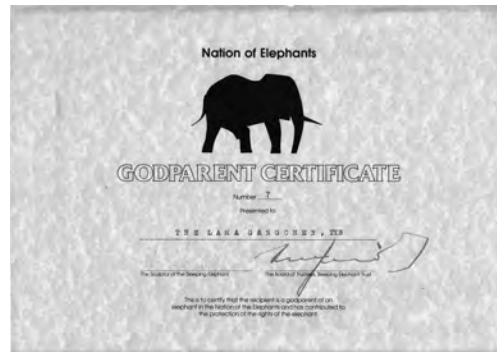 Nation of Elephants
GODPARENT CERTIFICATE
Number 7
Presented to
THE LAMA GANGCHEN, TYB
The Sculptor of the Sleeping Elephant The Board of Trustees, Sleeping Elephant Trust
This is to certify that the recipient is a godparent of an
elephant in the Nation of the Elephants and has contributed to
the protection of the rights of the elephant